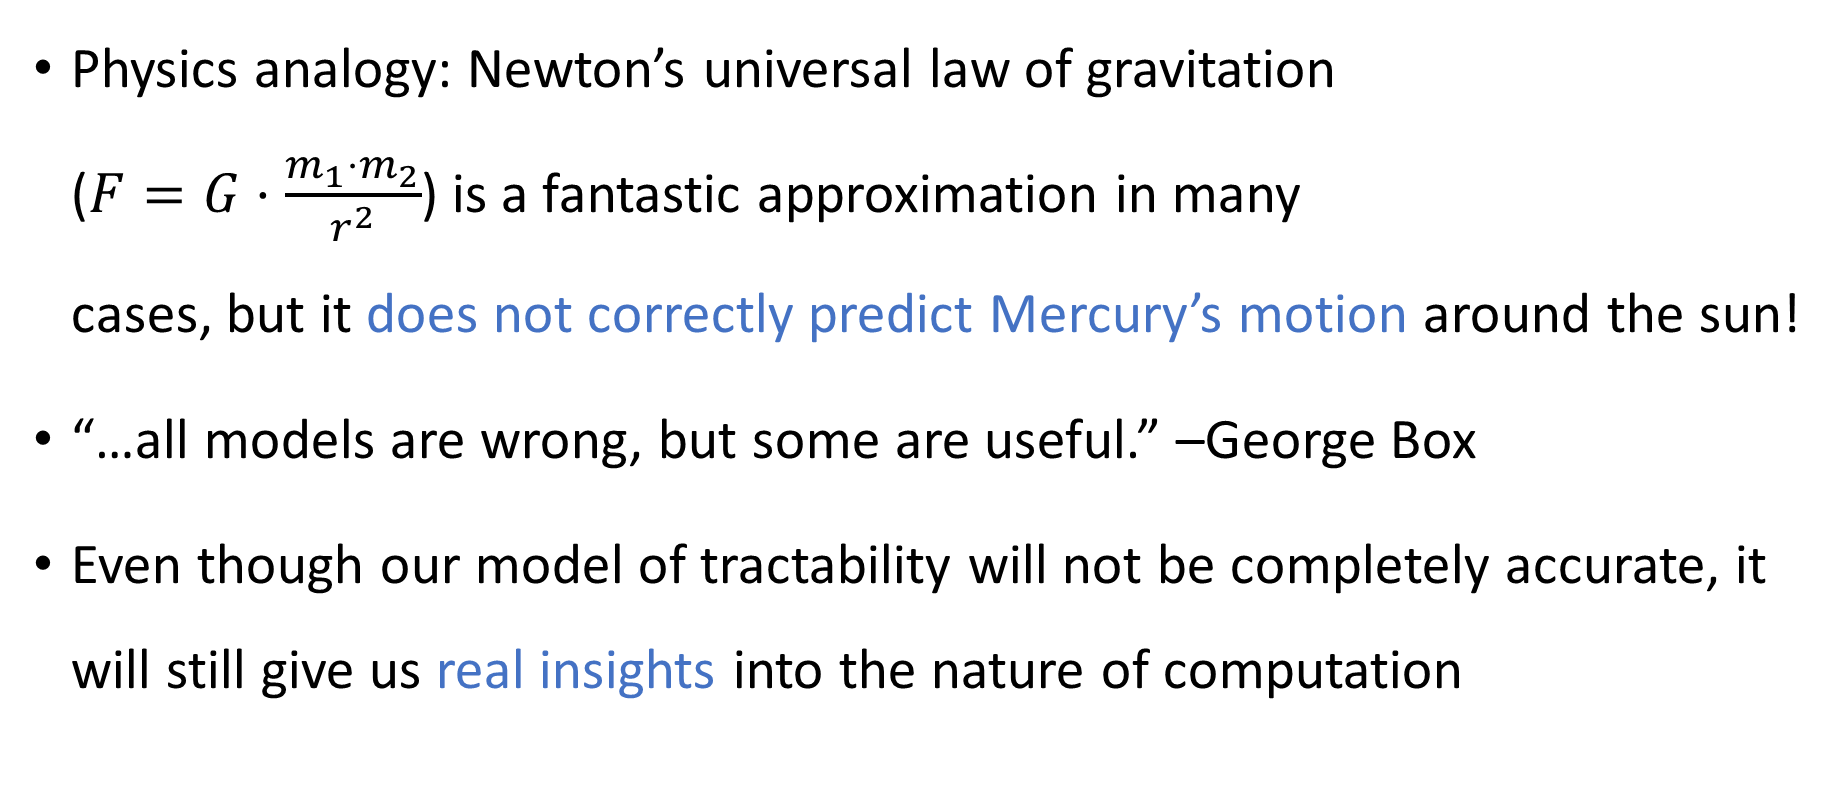 • Physics analogy: Newton’s universal law of gravitation
(F = G · \frac{m₁·m₂}{r²}) is a fantastic approximation in many
cases, but it does not correctly predict Mercury’s motion around the sun!
• “…all models are wrong, but some are useful.” –George Box
• Even though our model of tractability will not be completely accurate, it
will still give us real insights into the nature of computation